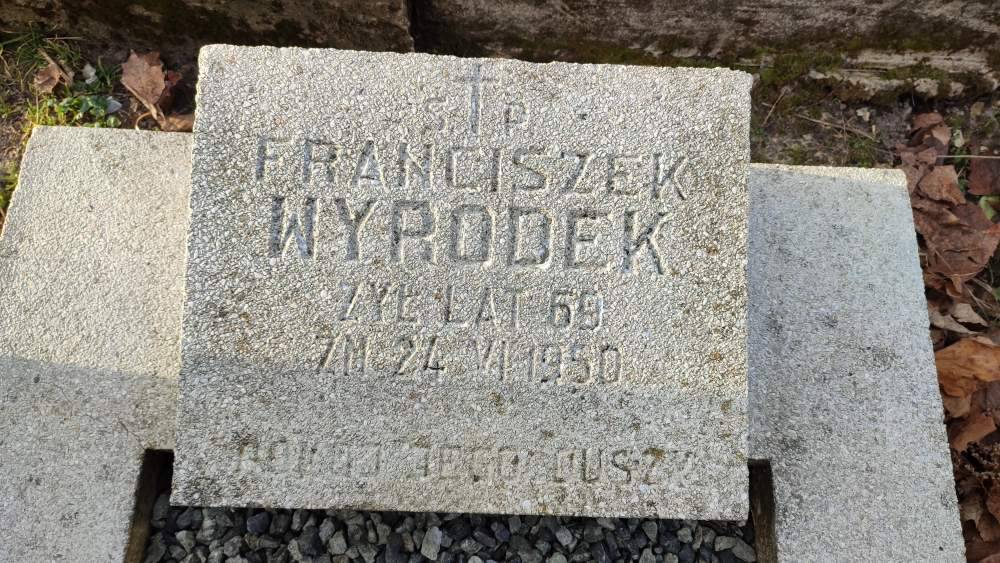 S P
FRANCISZEK
WYRODEK
ŻYŁ LAT 69
ZM 24 VI 1950
POKÓJ JEGO DUSZY